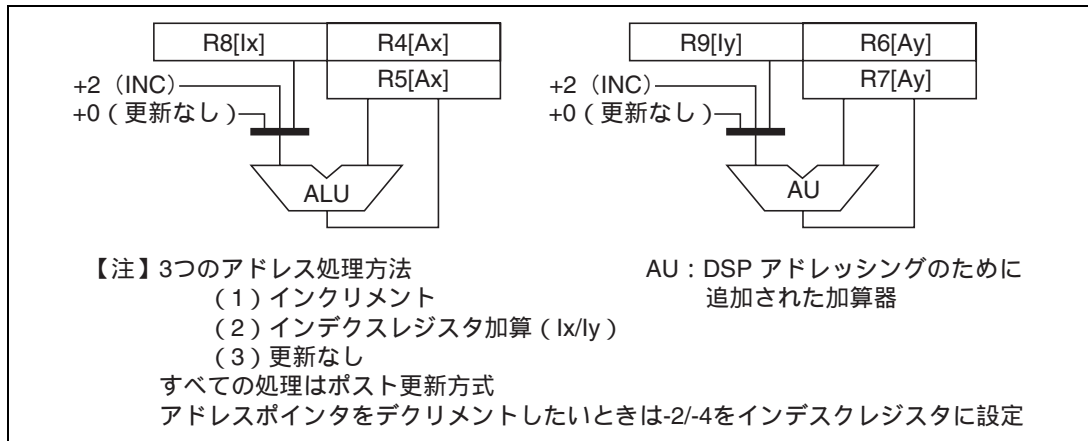 R8[Ix] R4[Ax]
R5[Ax]
+2（INC）
+0（更新なし）
ALU
R9[Iy] R6[Ay]
R7[Ay]
+2（INC）
+0（更新なし）
AU
【注】3つのアドレス処理方法
（1）インクリメント
（2）インデクスレジスタ加算（Ix/Iy）
（3）更新なし
すべての処理はポスト更新方式
アドレスポインタをデクリメントしたいときは-2/-4をインデスクレジスタに設定
AU：DSP アドレッシングのために
追加された加算器